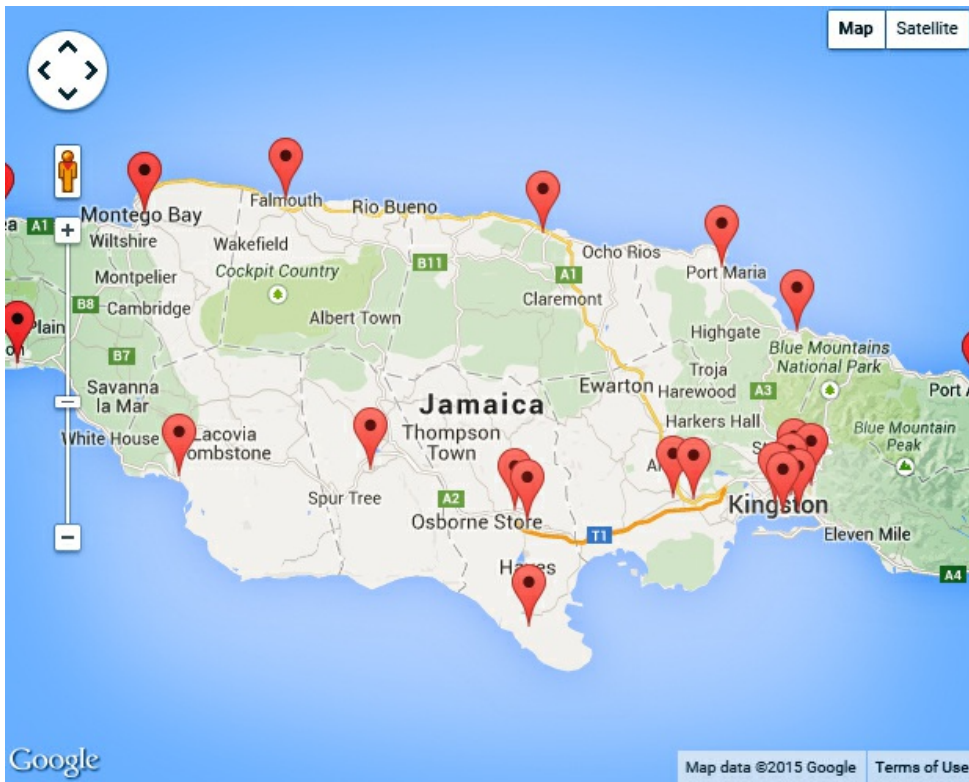 Map Satellite
Falmouth
Rio Bueno
Montego Bay
A1
Wiltshire
Wakefield
Ocho Rios
B11
Port Maria
Cockpit Country
A1
Montpelier
Claremont
B8
Cambridge
Albert Town
Plain
Highgate
Blue Mountains
National Park
B7
Troja
Ewarton
Harewood
A3
Savanna
la Mar
Jamaica
Harkers Hall
White House
Lacovia
Tombstone
Thompson
Town
Blue Mountain
Peak
Spur Tree
A2
Osborne Store
Kingston
T1
Eleven Mile
A4
Google
Map data ©2015 Google Terms of Use